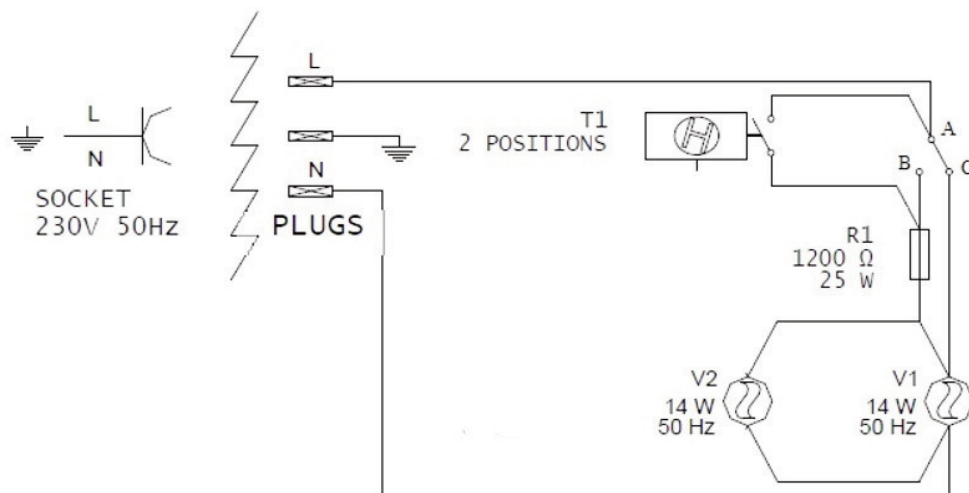 L
N
SOCKET
230V 50Hz
L
N
PLUGS
T1
2 POSITIONS
A
B
C
R1
1200 Ω
25 W
V2
14 W
50 Hz
V1
14 W
50 Hz